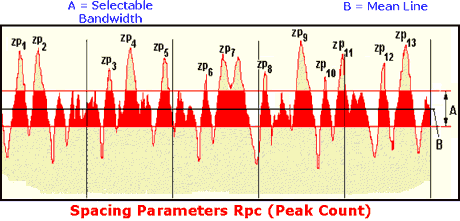 A = Selectable Bandwidth
B = Mean Line
zp1 zp2 zp3 zp4 zp5 zp6 zp7 zp8 zp9 zp10 zp11 zp12 zp13
A
B
Spacing Parameters Rpc (Peak Count)